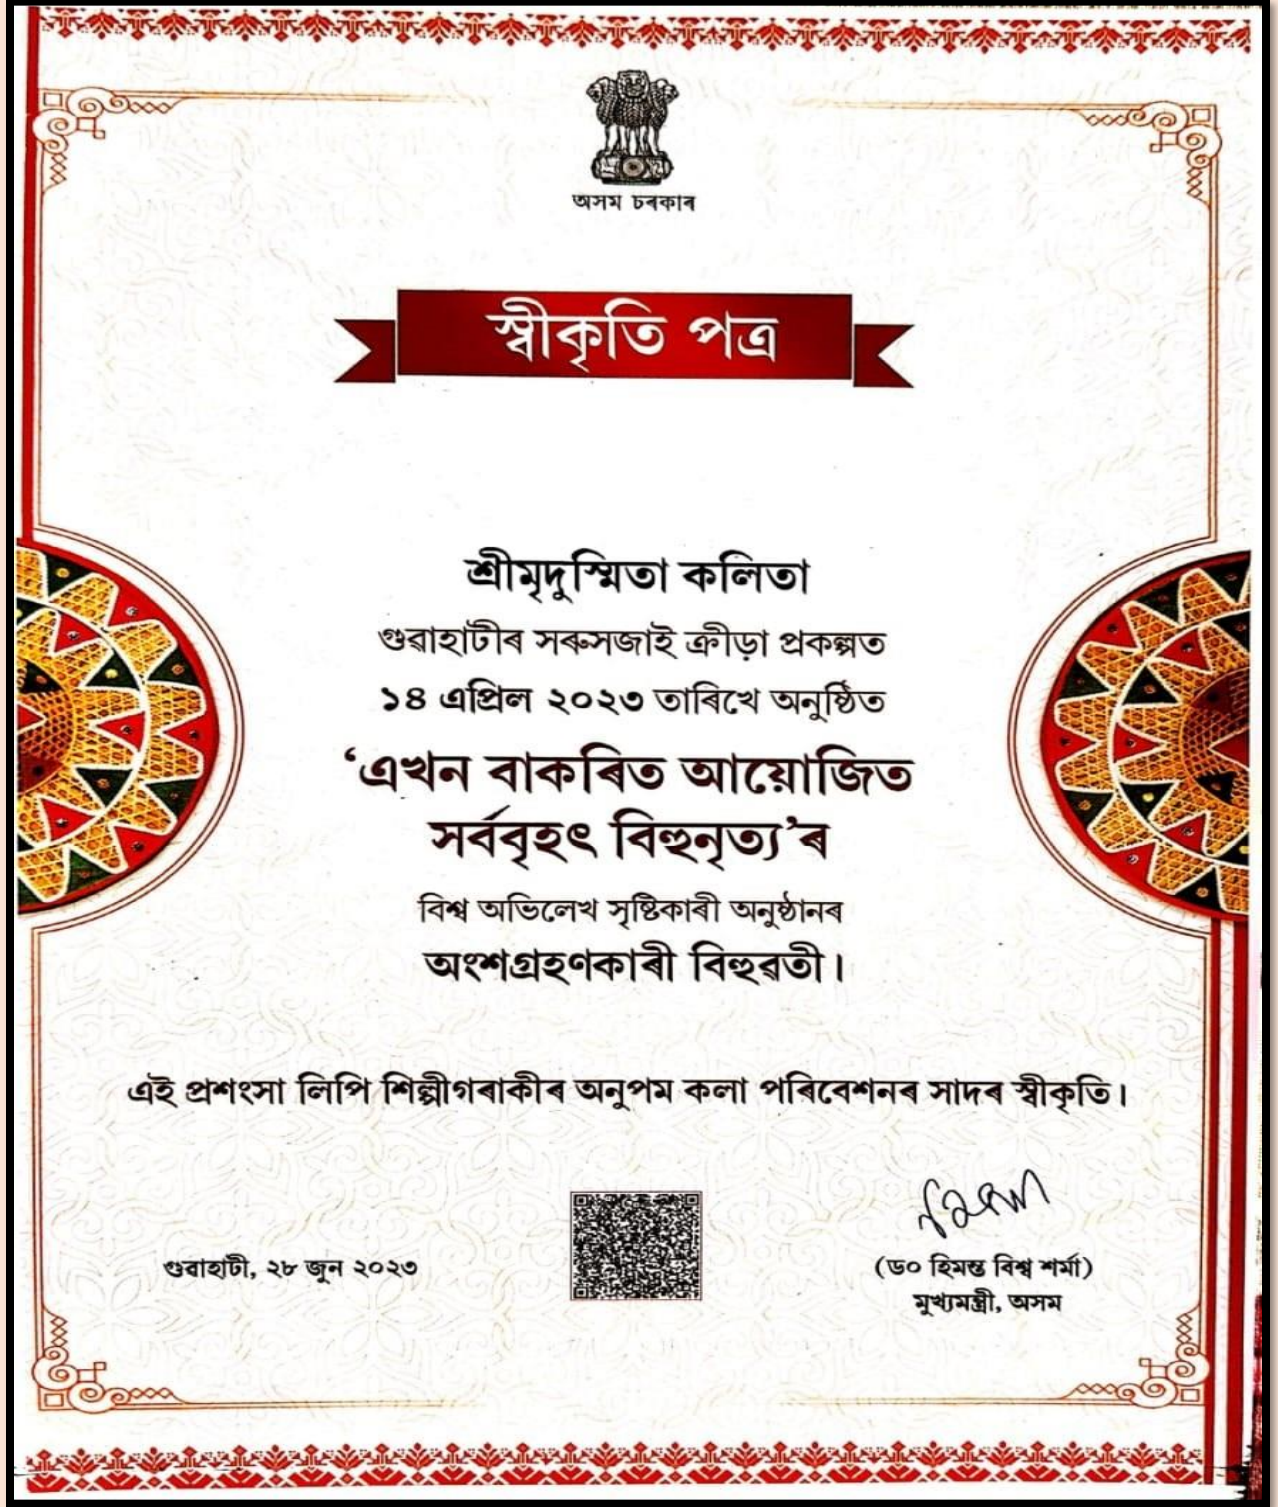 অসম চৰকাৰ
স্বীকৃতি পত্ৰ
শ্ৰীমৃদুস্মিতা কলিতা
গুৱাহাটীৰ সৰুসজাই ক্ৰীড়া প্ৰকল্পত
১৪ এপ্ৰিল ২০২৩ তাৰিখে অনুষ্ঠিত
‘এখন বাকৰিত আয়োজিত
সৰ্ববৃহৎ বিহুনৃত্য’ৰ
বিশ্ব অভিলেখ সৃষ্টিকাৰী অনুষ্ঠানৰ
অংশগ্ৰহণকাৰী বিহুৱতী।
এই প্ৰশংসা লিপি শিল্পীগৰাকীৰ অনুপম কলা পৰিবেশনৰ সাদৰ স্বীকৃতি।
গুৱাহাটী, ২৮ জুন ২০২৩
(ড০ হিমন্ত বিশ্ব শৰ্মা)
মুখ্যমন্ত্ৰী, অসম